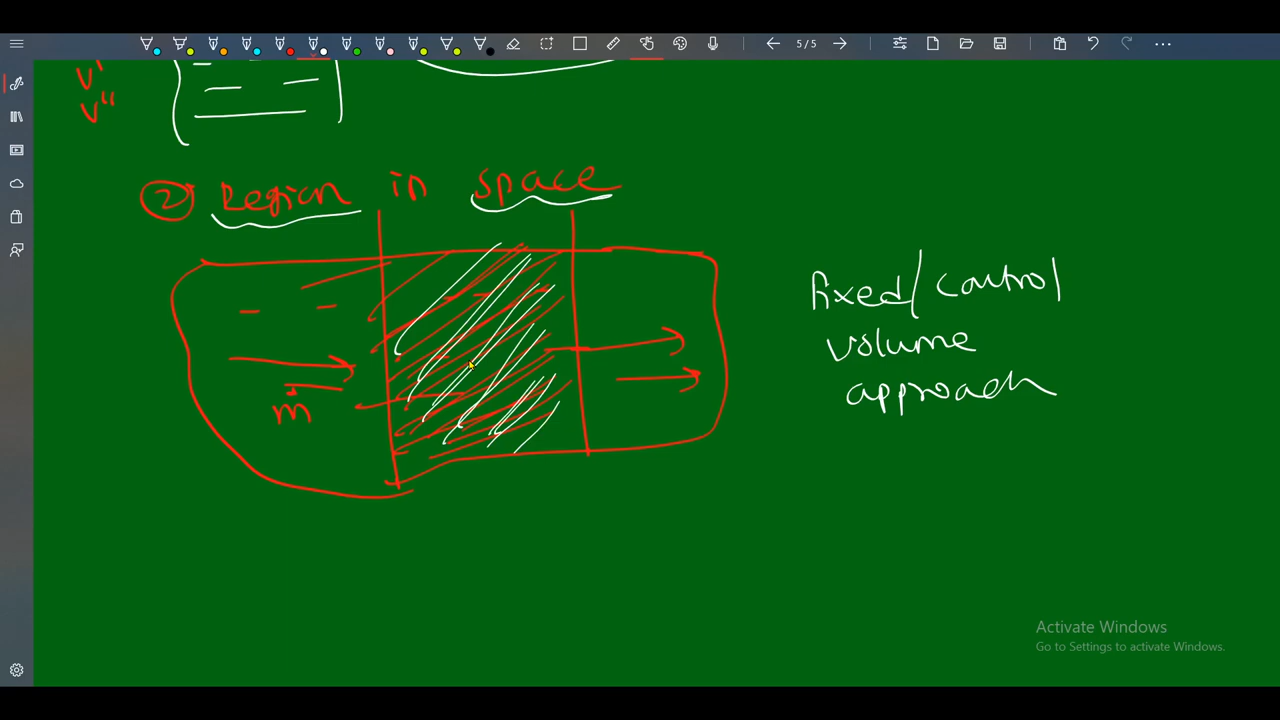 5/5
v'
v"
② Region in space
ṁ
fixed/control
volume
approach
Activate Windows
Go to Settings to activate Windows.